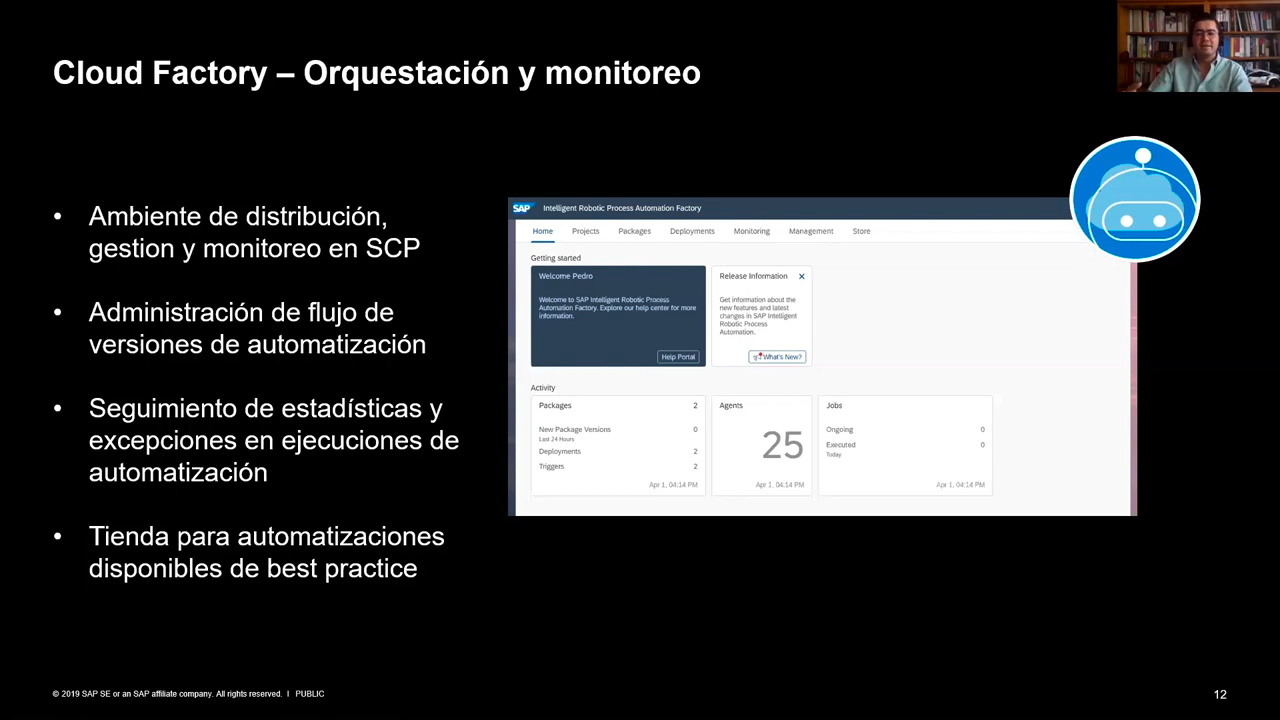 Cloud Factory – Orquestación y monitoreo
• Ambiente de distribución,
gestion y monitoreo en SCP
• Administración de flujo de
versiones de automatización
• Seguimiento de estadísticas y
excepciones en ejecuciones de
automatización
• Tienda para automatizaciones
disponibles de best practice
SAP Intelligent Robotic Process Automation Factory
Home Projects Packages Deployments Monitoring Management Store
Getting started
Welcome Pedro
Welcome to SAP Intelligent Robotic Process
Automation Factory. Explore our help center for more
information.
Help Portal
Release Information
Get information about the
new features and latest
changes in SAP Intelligent
Robotic Process
Automation.
What's New?
Activity
Packages 2
New Package Versions 0
Last 24 Hours
Deployments 2
Triggers 2
Apr 1, 04:14 PM
Agents
25
Apr 1, 04:14 PM
Jobs
Ongoing 0
Executed 0
Today
Apr 1, 04:14 PM
© 2019 SAP SE or an SAP affiliate company. All rights reserved. I PUBLIC
12